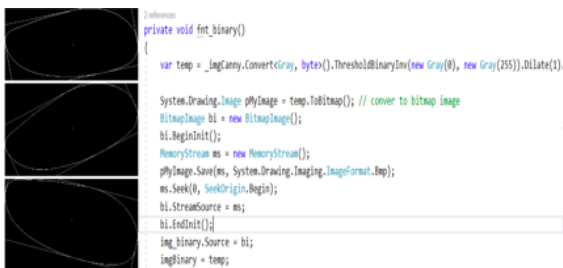 2 references
private void fnt_binary()
{
var temp = _imgCanny.Convert<Gray, byte>().ThresholdBinaryInv(new Gray(0), new Gray(255)).Dilate(1).
System.Drawing.Image pMyImage = temp.ToBitmap(); // conver to bitmap image
BitmapImage bi = new BitmapImage();
bi.BeginInit();
MemoryStream ms = new MemoryStream();
pMyImage.Save(ms, System.Drawing.Imaging.ImageFormat.Bmp);
ms.Seek(0, SeekOrigin.Begin);
bi.StreamSource = ms;
bi.EndInit();
img_binary.Source = bi;
imgBinary = temp;